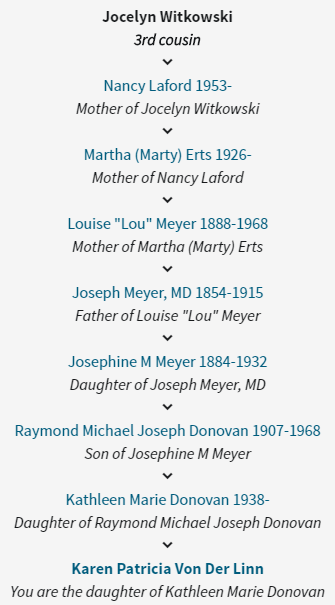 Jocelyn Witkowski
3rd cousin
Nancy Laford 1953-
Mother of Jocelyn Witkowski
Martha (Marty) Erts 1926-
Mother of Nancy Laford
Louise "Lou" Meyer 1888-1968
Mother of Martha (Marty) Erts
Joseph Meyer, MD 1854-1915
Father of Louise "Lou" Meyer
Josephine M Meyer 1884-1932
Daughter of Joseph Meyer, MD
Raymond Michael Joseph Donovan 1907-1968
Son of Josephine M Meyer
Kathleen Marie Donovan 1938-
Daughter of Raymond Michael Joseph Donovan
Karen Patricia Von Der Linn
You are the daughter of Kathleen Marie Donovan